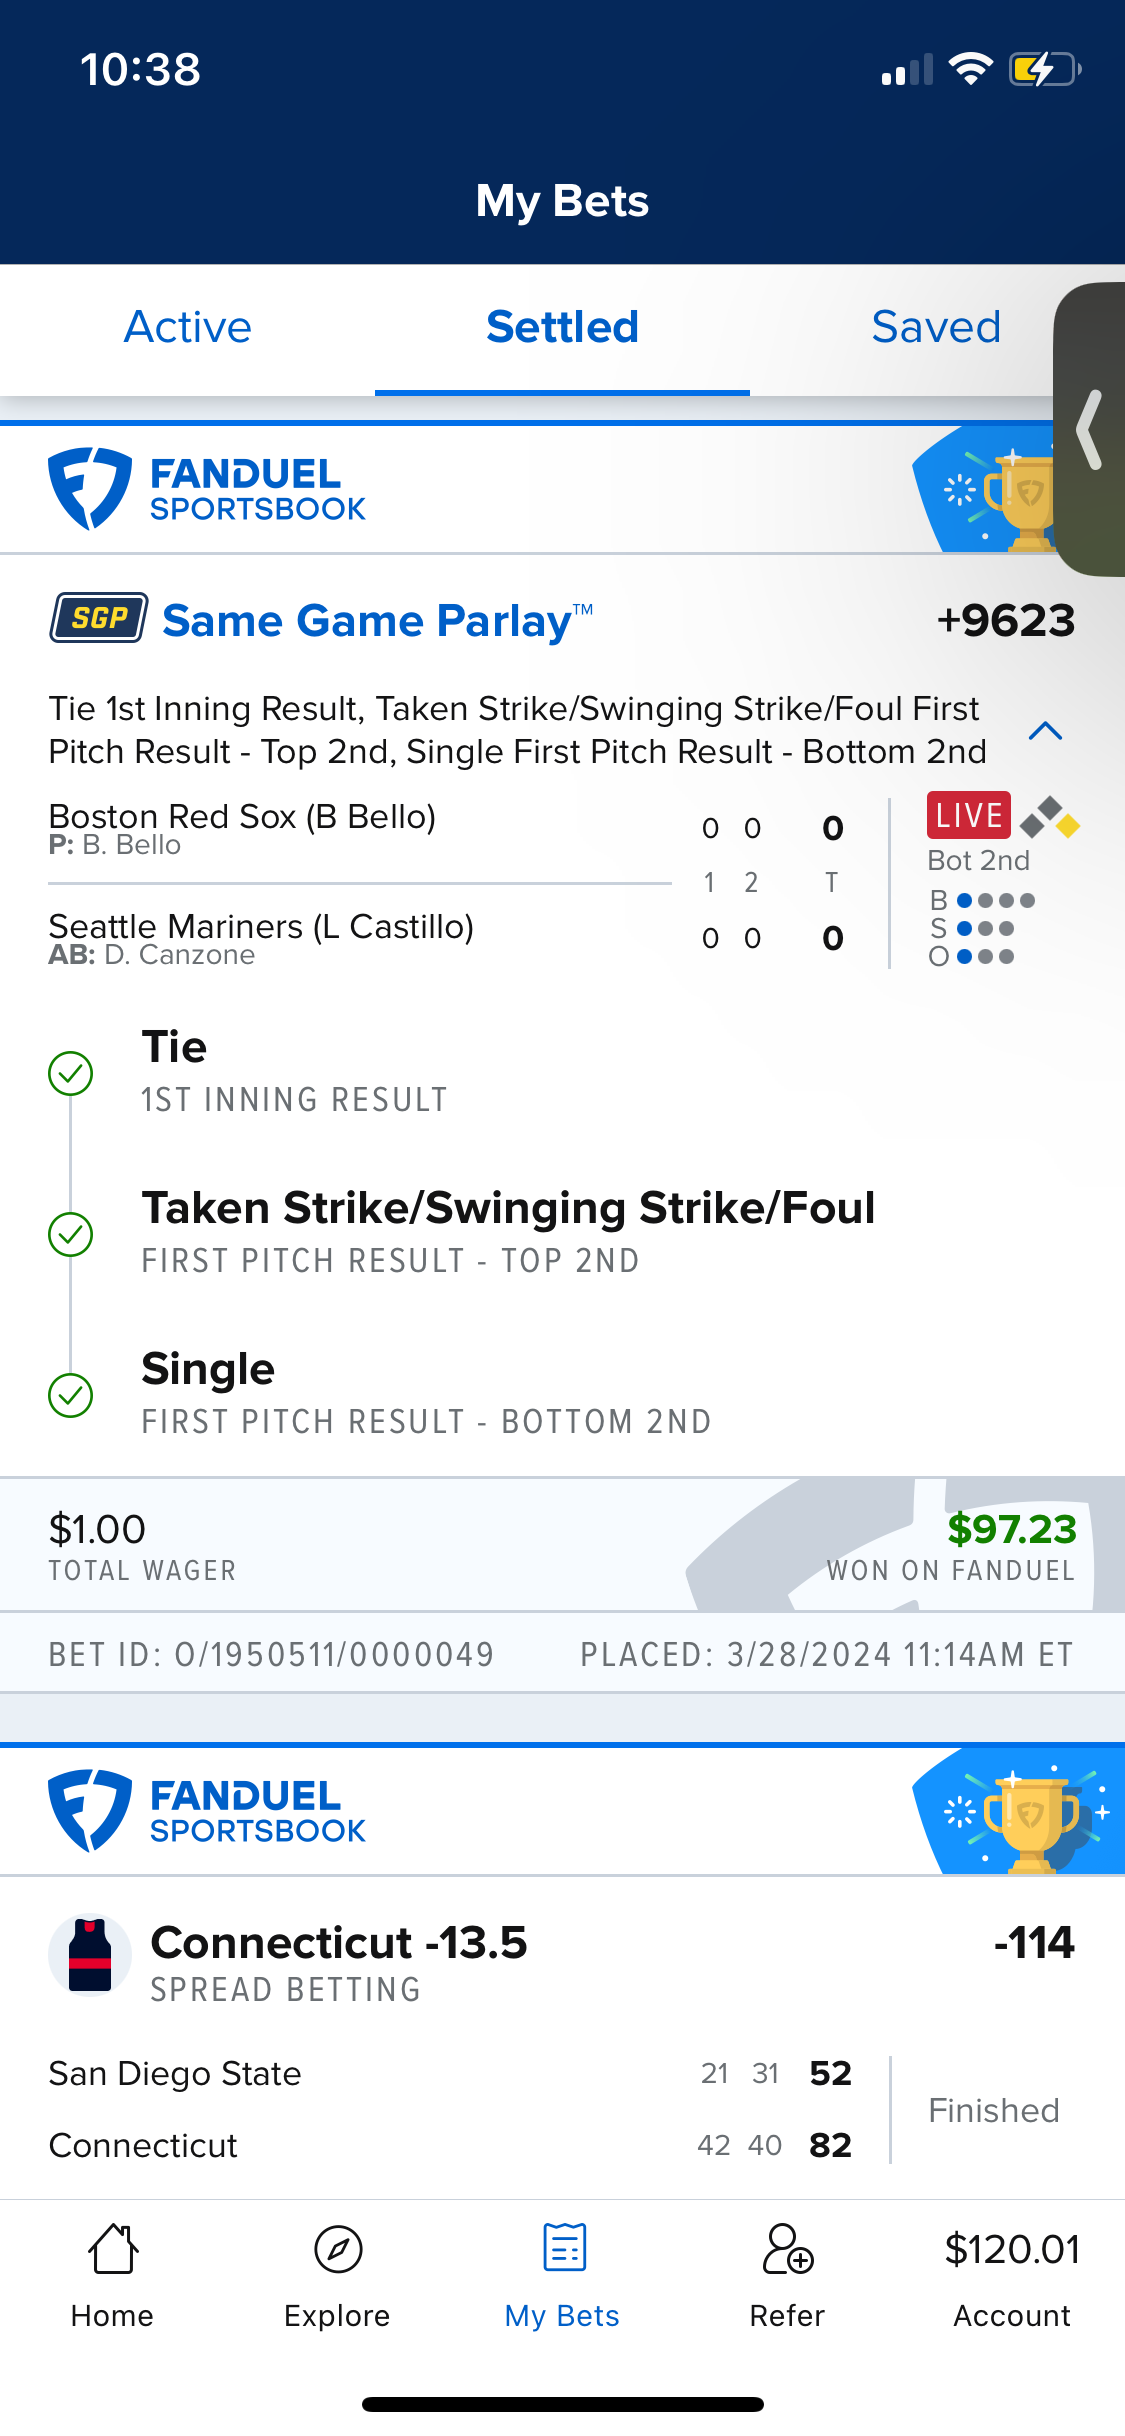 10:38
My Bets
Active
Settled
Saved
FANDUEL
SPORTSBOOK
SGP
Same Game Parlay™
+9623
Tie 1st Inning Result, Taken Strike/Swinging Strike/Foul First
Pitch Result - Top 2nd, Single First Pitch Result - Bottom 2nd
Boston Red Sox (B Bello)
P: B. Bello
0 0 0
1 2 T
Seattle Mariners (L Castillo)
AB: D. Canzone
0 0 0
LIVE
Bot 2nd
B
S
O
Tie
1ST INNING RESULT
Taken Strike/Swinging Strike/Foul
FIRST PITCH RESULT - TOP 2ND
Single
FIRST PITCH RESULT - BOTTOM 2ND
$1.00
TOTAL WAGER
$97.23
WON ON FANDUEL
BET ID: O/1950511/0000049
PLACED: 3/28/2024 11:14AM ET
FANDUEL
SPORTSBOOK
Connecticut -13.5
SPREAD BETTING
-114
San Diego State
21 31 52
Connecticut
42 40 82
Finished
Home
Explore
My Bets
Refer
$120.01
Account